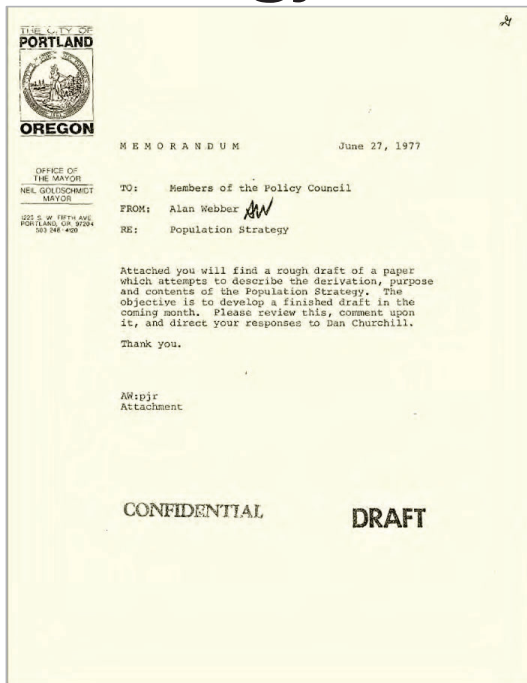 THE CITY OF
PORTLAND
OREGON
OFFICE OF
THE MAYOR
NEIL GOLDSCHMIDT
MAYOR
1220 S. W. FIFTH AVE.
PORTLAND, OR. 97204
503 248-4120
MEMORANDUM
June 27, 1977
TO: Members of the Policy Council
FROM: Alan Webber AW
RE: Population Strategy
Attached you will find a rough draft of a paper
which attempts to describe the derivation, purpose
and contents of the Population Strategy. The
objective is to develop a finished draft in the
coming month. Please review this, comment upon
it, and direct your responses to Dan Churchill.
Thank you.
AW:pjr
Attachment
CONFIDENTIAL
DRAFT